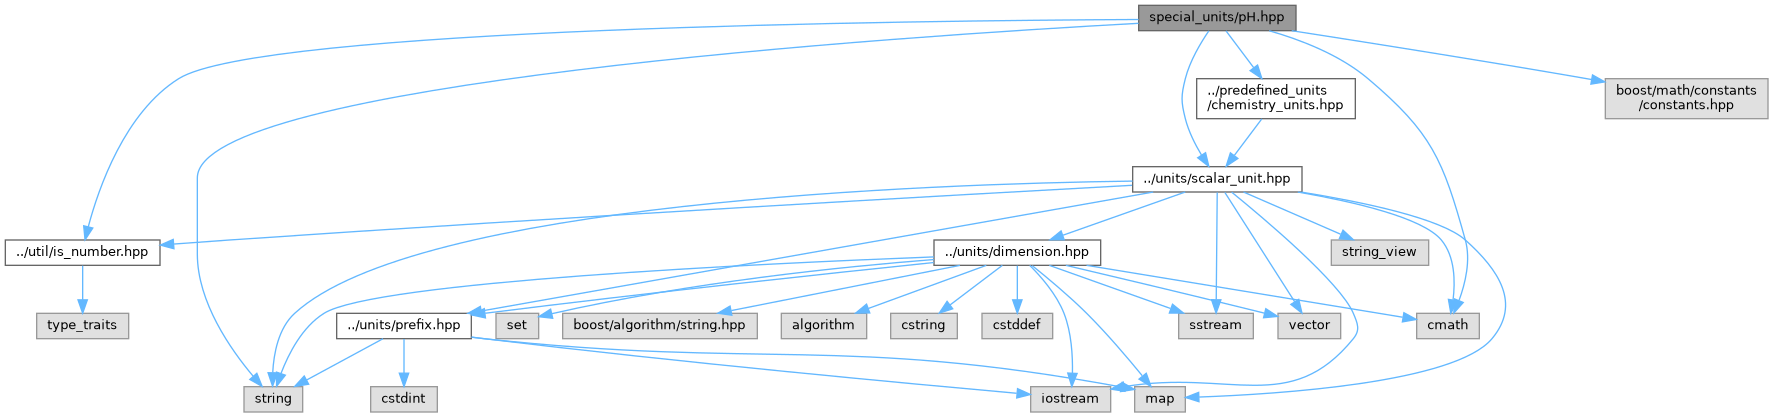 special_units/pH.hpp
../predefined_units
/chemistry_units.hpp
boost/math/constants
/constants.hpp
../units/scalar_unit.hpp
../util/is_number.hpp
../units/dimension.hpp
string_view
type_traits
../units/prefix.hpp
set
boost/algorithm/string.hpp
algorithm
cstring
cstddef
sstream
vector
cmath
string
cstdint
iostream
map